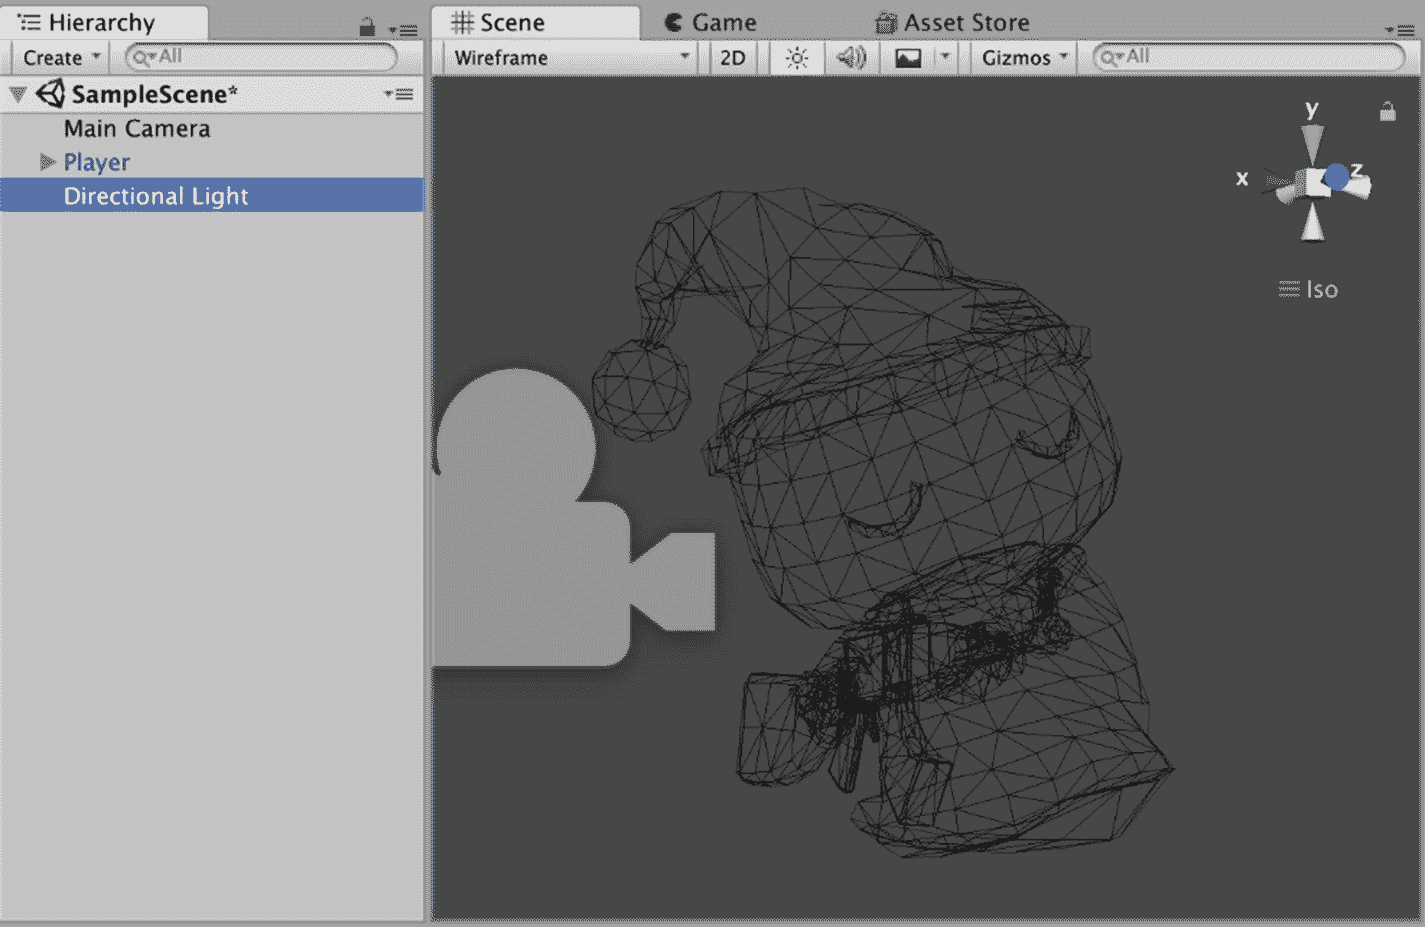 Hierarchy
Create
All
SampleScene*
Main Camera
Player
Directional Light
Scene
Game
Asset Store
Wireframe
2D
Gizmos
All
y
x
z
Iso